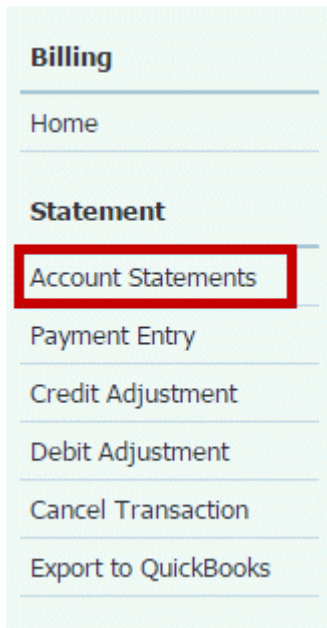 Billing
Home
Statement
Account Statements
Payment Entry
Credit Adjustment
Debit Adjustment
Cancel Transaction
Export to QuickBooks